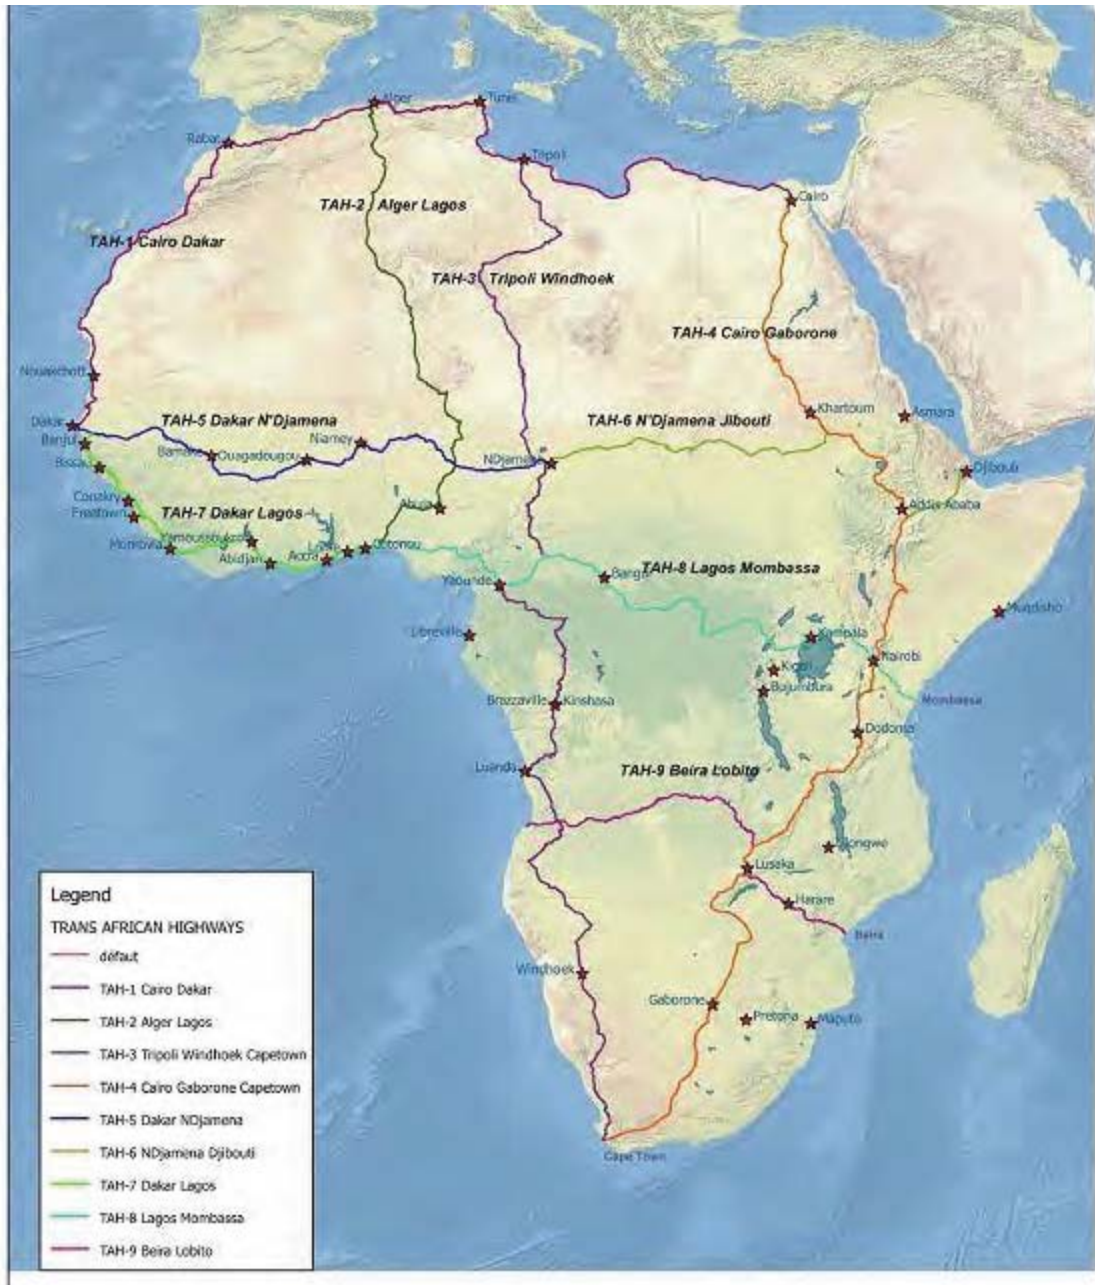 Alger
Tunis
Rabat
Tripoli
Cairo
TAH-2 Alger Lagos
TAH-1 Cairo Dakar
TAH-3 Tripoli Windhoek
TAH-4 Cairo Gaborone
Nouakchott
Dakar
TAH-5 Dakar N'Djamena
TAH-6 N'Djamena Jibouti
Khartoum
Asmara
Banjul
Niamey
Bamako
Ouagadougou
NDjamena
Bissau
Djibouti
Conakry
Abuja
Addis Ababa
Freetown
TAH-7 Dakar Lagos
Yamoussoukro
Monrovia
Abidjan
Accra
Cotonou
TAH-8 Lagos Mombassa
Bangui
Yaounde
Muqdisho
Libreville
Kampala
Nairobi
Kigali
Bujumbura
Mombassa
Brazzaville
Kinshasa
Dodoma
Luanda
TAH-9 Beira Lobito
Lilongwe
Lusaka
Harare
Beira
Windhoek
Gaborone
Pretoria
Maputo
Cape Town
Legend
TRANS AFRICAN HIGHWAYS
défaut
TAH-1 Cairo Dakar
TAH-2 Alger Lagos
TAH-3 Tripoli Windhoek Capetown
TAH-4 Cairo Gaborone Capetown
TAH-5 Dakar NDjamena
TAH-6 NDjamena Djibouti
TAH-7 Dakar Lagos
TAH-8 Lagos Mombassa
TAH-9 Beira Lobito